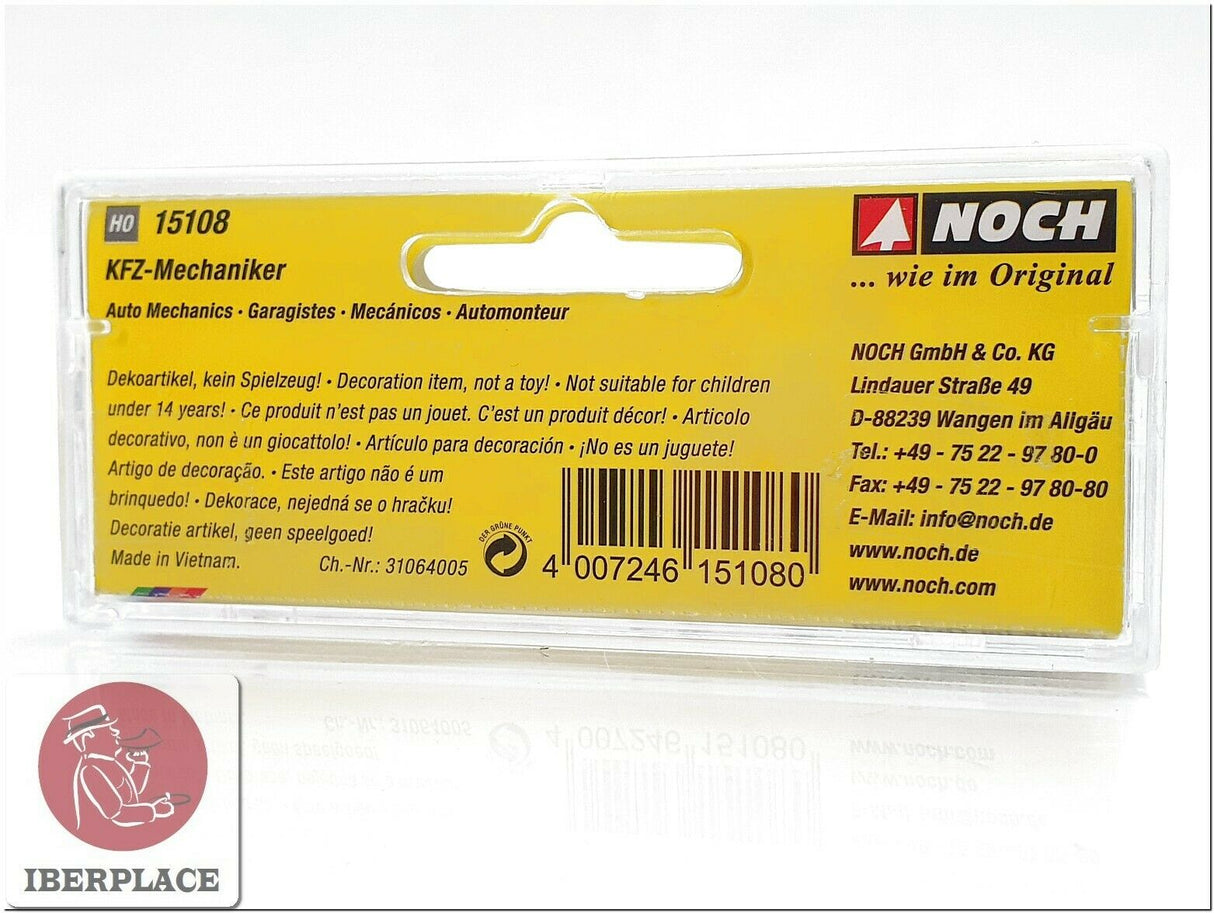 H0 15108
KFZ-Mechaniker
Auto Mechanics · Garagistes · Mecánicos · Automonteur
Dekoartikel, kein Spielzeug! · Decoration item, not a toy! · Not suitable for children
under 14 years! · Ce produit n'est pas un jouet. C'est un produit décor! · Articolo
decorativo, non è un giocattolo! · Artículo para decoración · ¡No es un juguete!
Artigo de decoração. · Este artigo não é um
brinquedo! · Dekorace, nejedná se o hračku!
Decoratie artikel, geen speelgoed!
Made in Vietnam.
Ch.-Nr.: 31064005
DER GRÜNE PUNKT
4 007246 151080
NOCH
... wie im Original
NOCH GmbH & Co. KG
Lindauer Straße 49
D-88239 Wangen im Allgäu
Tel.: +49 - 75 22 - 97 80-0
Fax: +49 - 75 22 - 97 80-80
E-Mail: info@noch.de
www.noch.de
www.noch.com
IBERPLACE